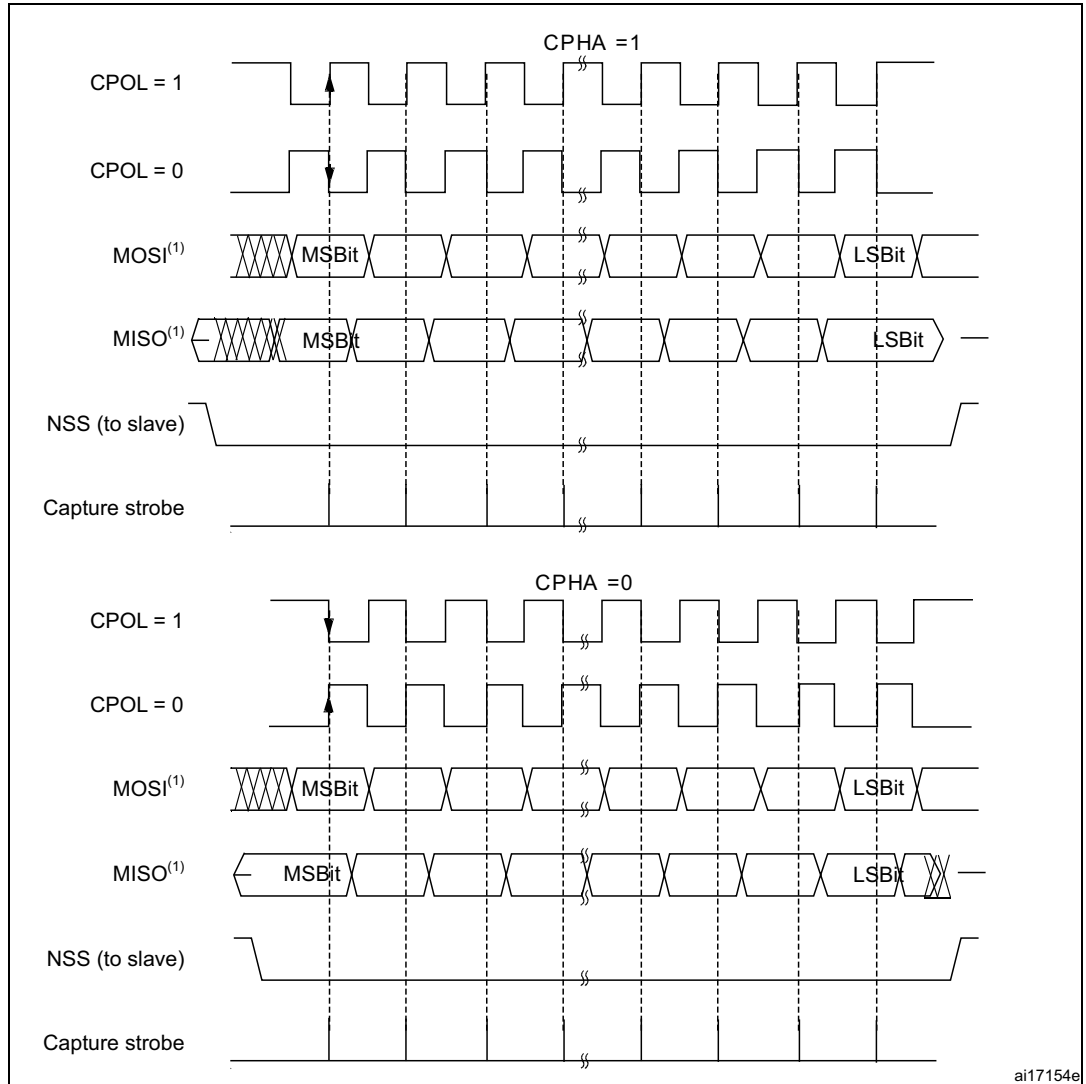 CPHA =1
CPOL = 1
CPOL = 0
MOSI(1) MSBit LSBit
MISO(1) MSBit LSBit
NSS (to slave)
Capture strobe
CPHA =0
CPOL = 1
CPOL = 0
MOSI(1) MSBit LSBit
MISO(1) MSBit LSBit
NSS (to slave)
Capture strobe
ai17154e